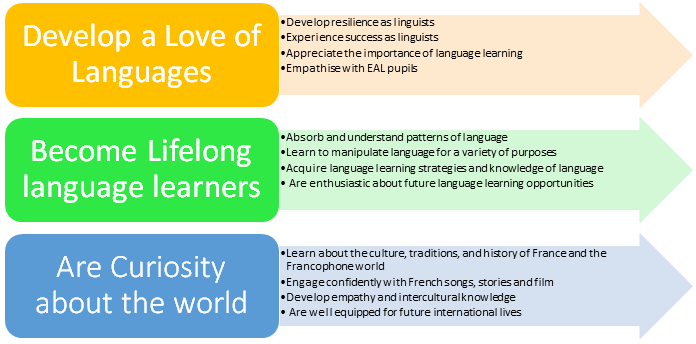 Develop a Love of
Languages
• Develop resilience as linguists
• Experience success as linguists
• Appreciate the importance of language learning
• Empathise with EAL pupils
Become Lifelong
language learners
• Absorb and understand patterns of language
• Learn to manipulate language for a variety of purposes
• Acquire language learning strategies and knowledge of language
• Are enthusiastic about future language learning opportunities
Are Curiosity
about the world
• Learn about the culture, traditions, and history of France and the
Francophone world
• Engage confidently with French songs, stories and film
• Develop empathy and intercultural knowledge
• Are well equipped for future international lives